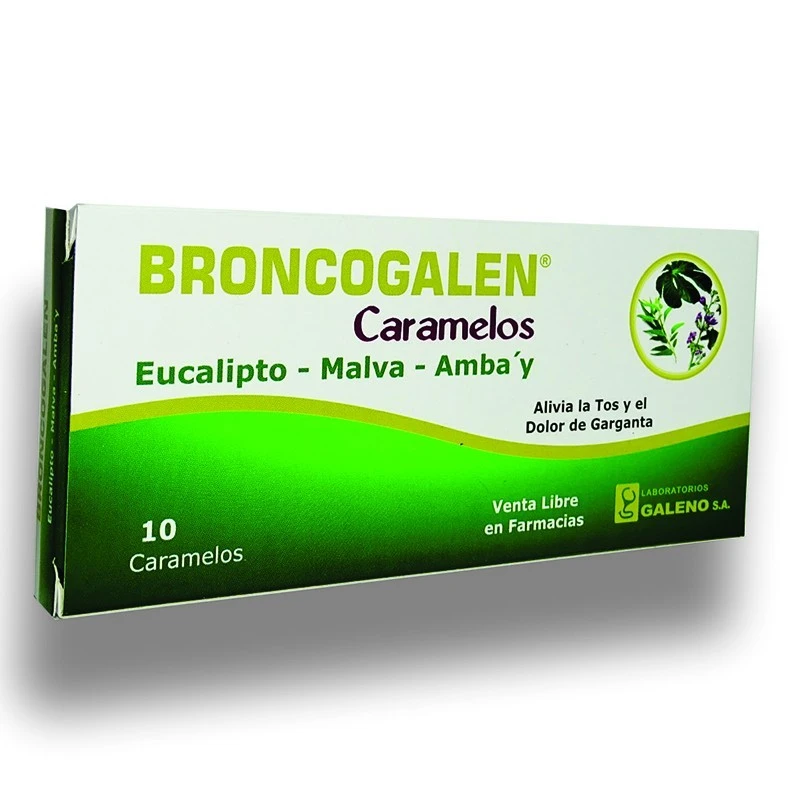 BRONCOGALEN®
Caramelos
Eucalipto - Malva - Amba´y
Alivia la Tos y el
Dolor de Garganta
Venta Libre
en Farmacias
LABORATORIOS
GALENO S.A.
10
Caramelos
BRONCOGALEN
Eucalipto - Malva - Amba´y